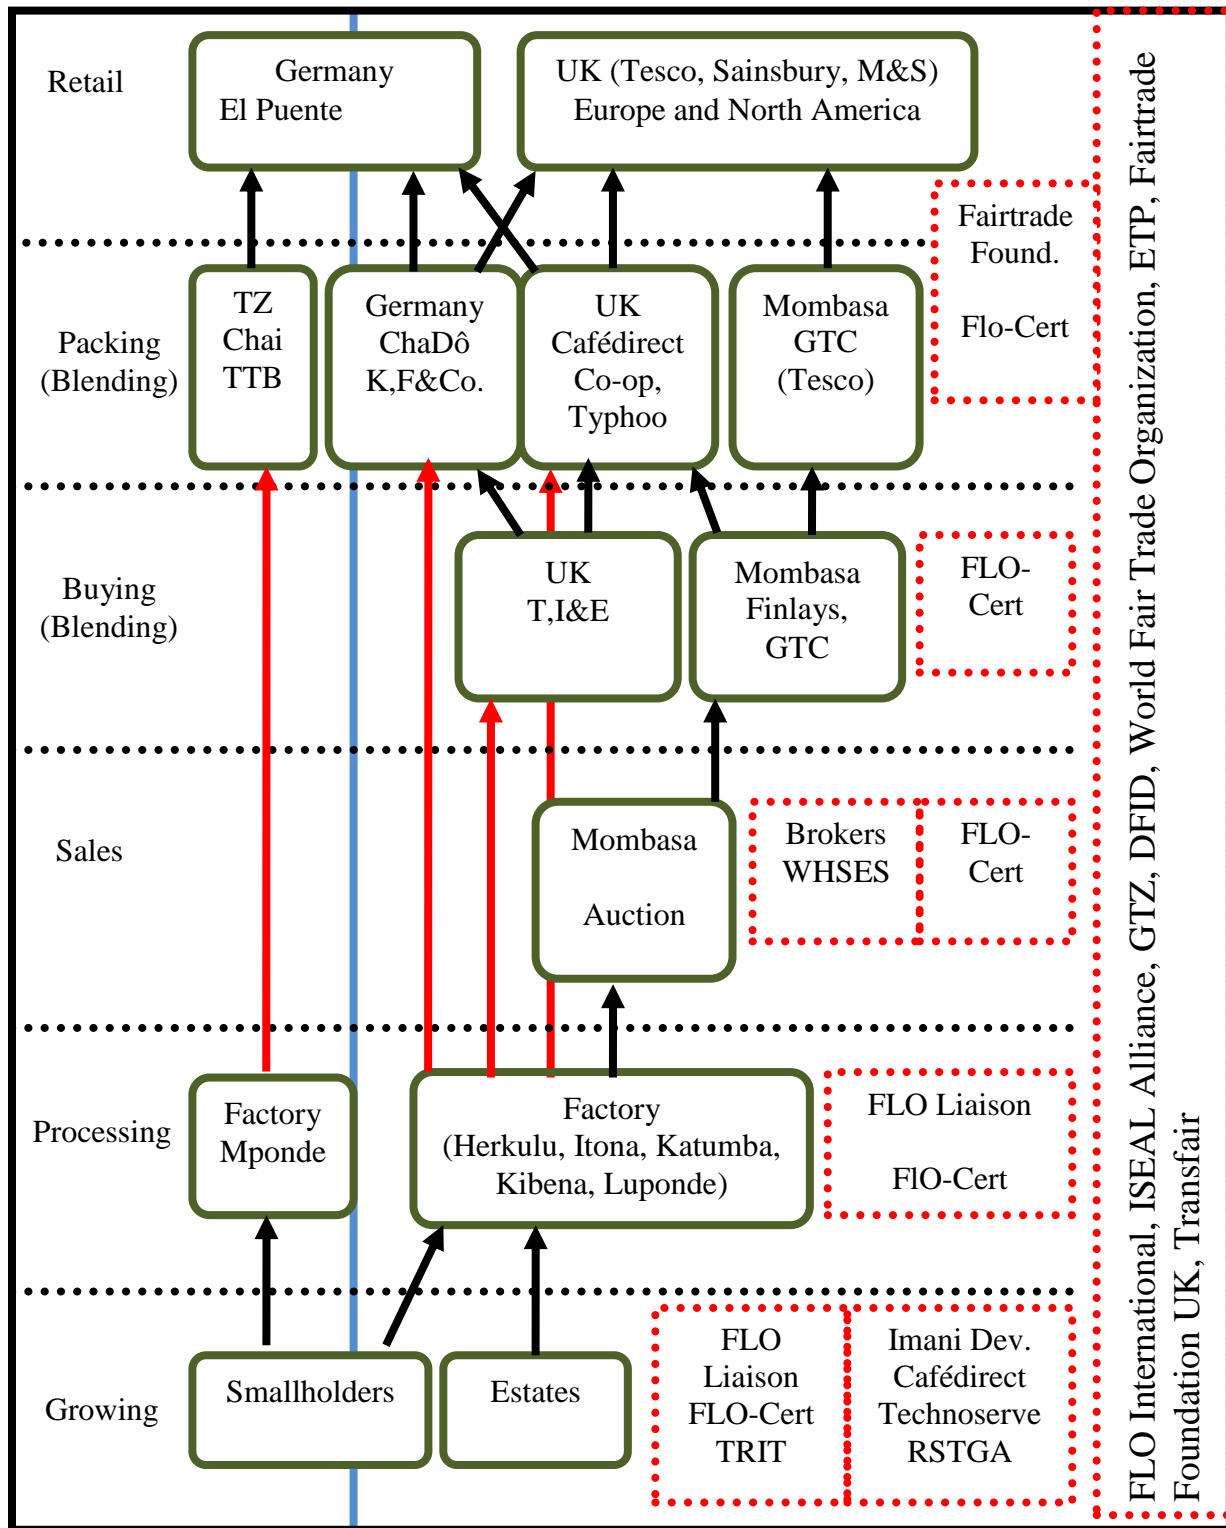 Retail
Germany
El Puente
UK (Tesco, Sainsbury, M&S)
Europe and North America
Fairtrade
Found.
Flo-Cert
Packing
(Blending)
TZ
Chai
TTB
Germany
ChaDô
K,F&Co.
UK
Cafédirect
Co-op,
Typhoo
Mombasa
GTC
(Tesco)
Buying
(Blending)
UK
T,I&E
Mombasa
Finlays,
GTC
FLO-
Cert
Sales
Mombasa
Auction
Brokers
WHSES
FLO-
Cert
Processing
Factory
Mponde
Factory
(Herkulu, Itona, Katumba,
Kibena, Luponde)
FLO Liaison
FlO-Cert
Growing
Smallholders
Estates
FLO
Liaison
FLO-Cert
TRIT
Imani Dev.
Cafédirect
Technoserve
RSTGA
FLO International, ISEAL Alliance, GTZ, DFID, World Fair Trade Organization, ETP, Fairtrade
Foundation UK, Transfair